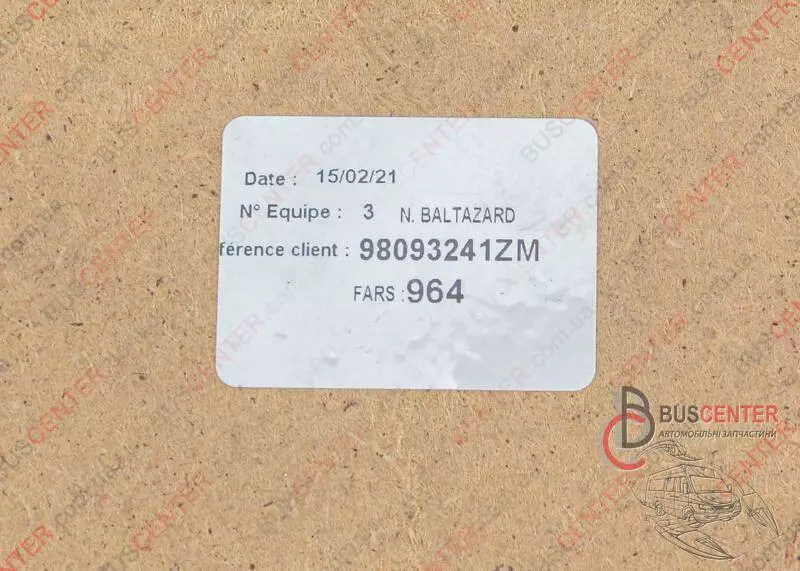 Date : 15/02/21
N° Equipe : 3 N. BALTAZARD
férence client : 98093241ZM
FARS : 964
BUSCENTER
АВТОМОБІЛЬНІ ЗАПЧАСТИНИ